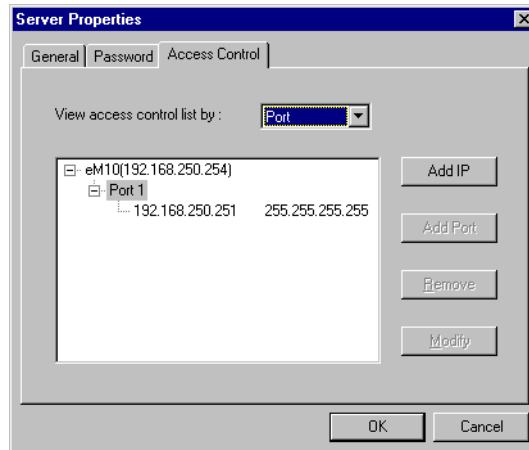 Server Properties
General Password Access Control
View access control list by : Port
eM10(192.168.250.254)
Port 1
192.168.250.251 255.255.255.255
Add IP
Add Port
Remove
Modify
OK Cancel